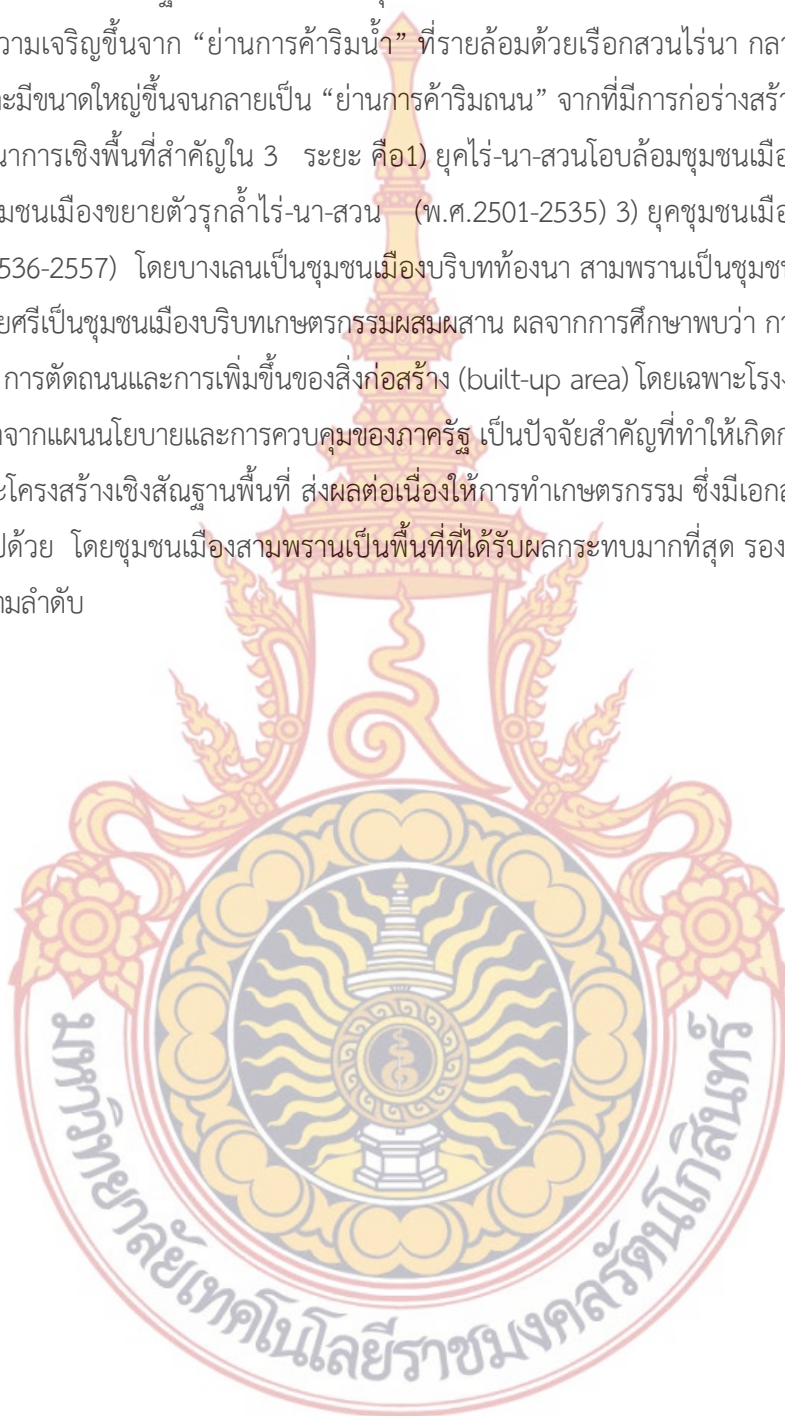 วามเจริญขึ้นจาก “ย่านการค้าริมน้ำ” ที่รายล้อมด้วยเรือกสวนไร่นา กลา
ะมีขนาดใหญ่ขึ้นจนกลายเป็น “ย่านการค้าริมถนน” จากที่มีการก่อร่างสร้า
นาการเชิงพื้นที่สำคัญใน 3 ระยะ คือ1) ยุคไร่-นา-สวนโอบล้อมชุมชนเมือ
มชนเมืองขยายตัวรุกล้ำไร่-นา-สวน (พ.ศ.2501-2535) 3) ยุคชุมชนเมือ
536-2557) โดยบางเลนเป็นชุมชนเมืองบริบทท้องนา สามพรานเป็นชุมชน
ยศรีเป็นชุมชนเมืองบริบทเกษตรกรรมผสมผสาน ผลจากการศึกษาพบว่า กา
การตัดถนนและการเพิ่มขึ้นของสิ่งก่อสร้าง (built-up area) โดยเฉพาะโรงง
จากแผนนโยบายและการควบคุมของภาครัฐ เป็นปัจจัยสำคัญที่ทำให้เกิดก
ะโครงสร้างเชิงสัณฐานพื้นที่ ส่งผลต่อเนื่องให้การทำเกษตรกรรม ซึ่งมีเอกล
ปด้วย โดยชุมชนเมืองสามพรานเป็นพื้นที่ที่ได้รับผลกระทบมากที่สุด รอง
ามลำดับ
มหาวิทยาลัยเทคโนโลยีราชมงคลรัตนโกสินทร์